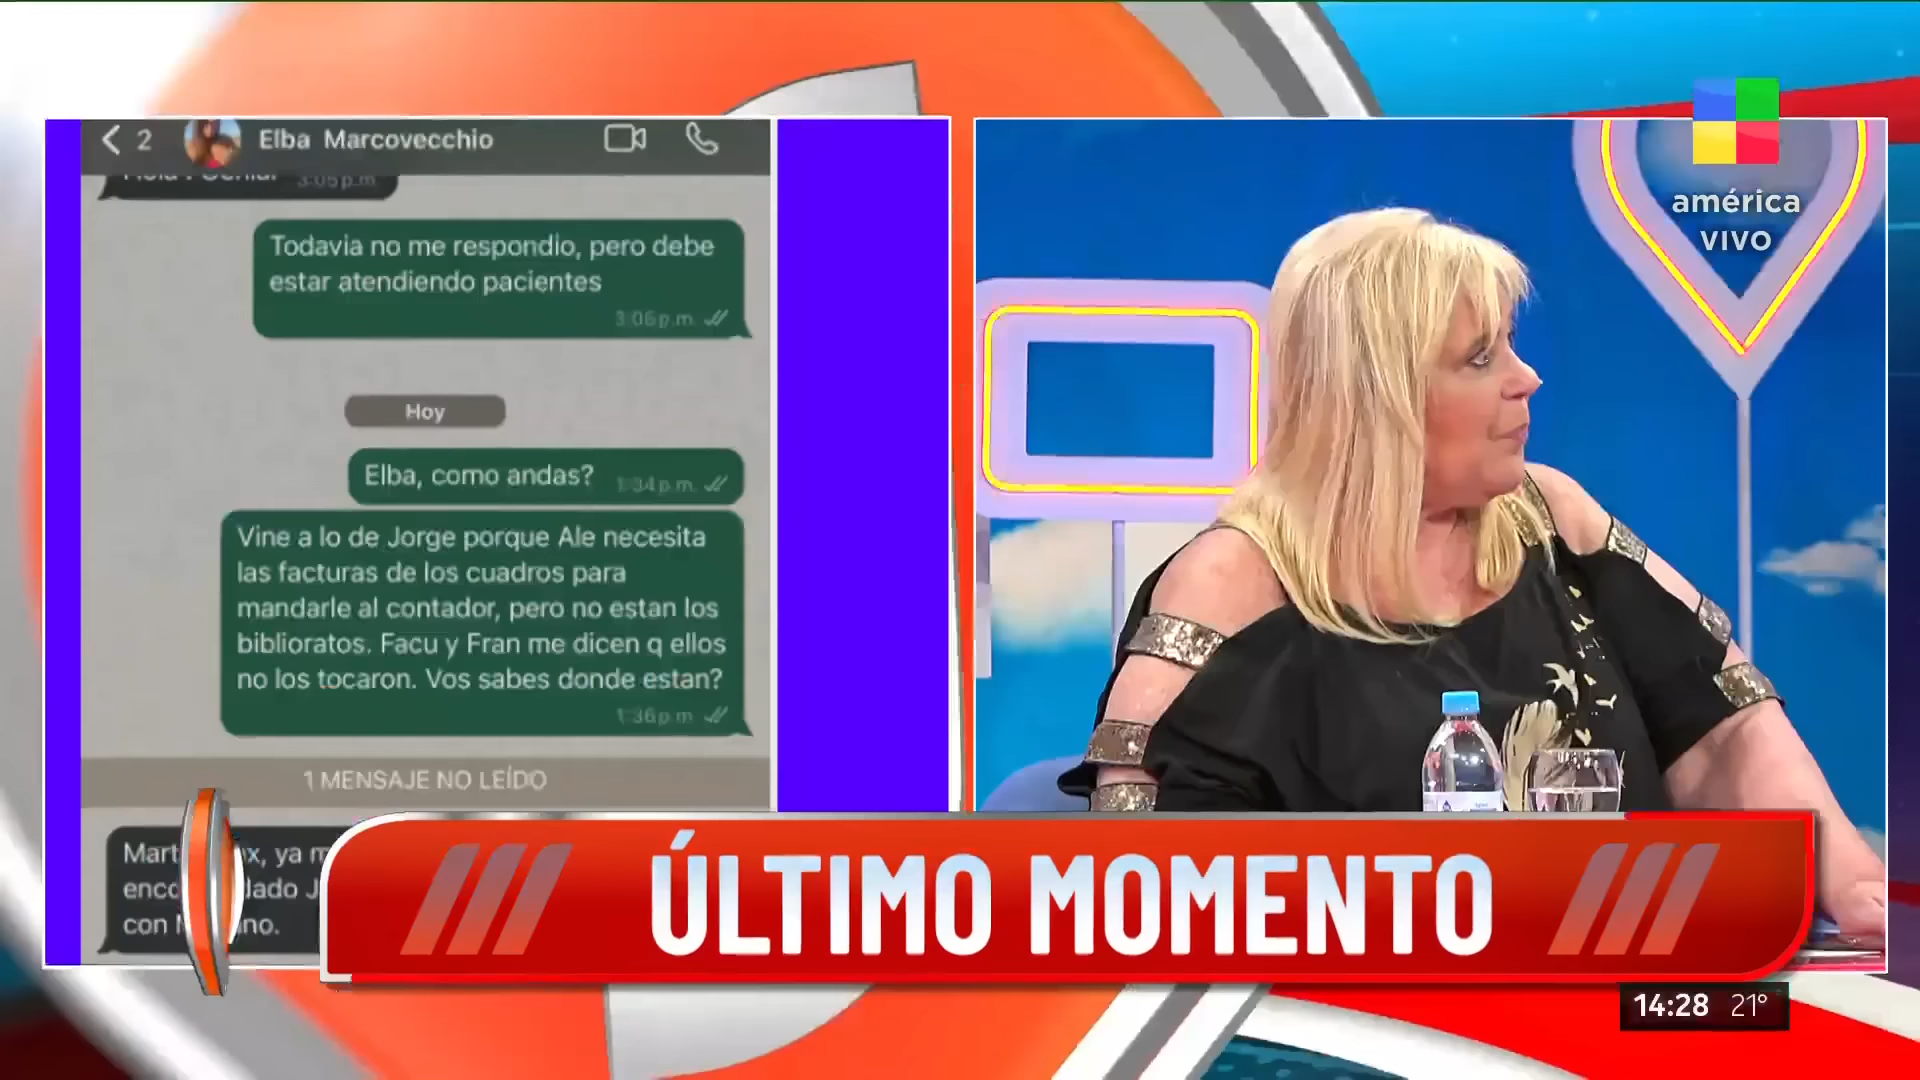 2 Elba Marcovecchio
3:05 p.m.
Todavia no me respondio, pero debe
estar atendiendo pacientes
3:06 p.m.
Hoy
Elba, como andas? 1:34 p.m.
Vine a lo de Jorge porque Ale necesita
las facturas de los cuadros para
mandarle al contador, pero no estan los
biblioratos. Facu y Fran me dicen q ellos
no los tocaron. Vos sabes donde estan?
1:36 p.m
1 MENSAJE NO LEÍDO
ya
con
américa
VIVO
ÚLTIMO MOMENTO
14:28 21°